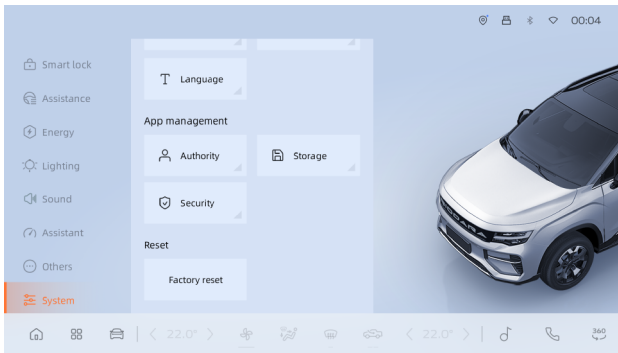 00:04
Smart lock
Assistance
Energy
Lighting
Sound
Assistant
Others
System
Language
App management
Authority
Storage
Security
Reset
Factory reset
22.0°
22.0°
360